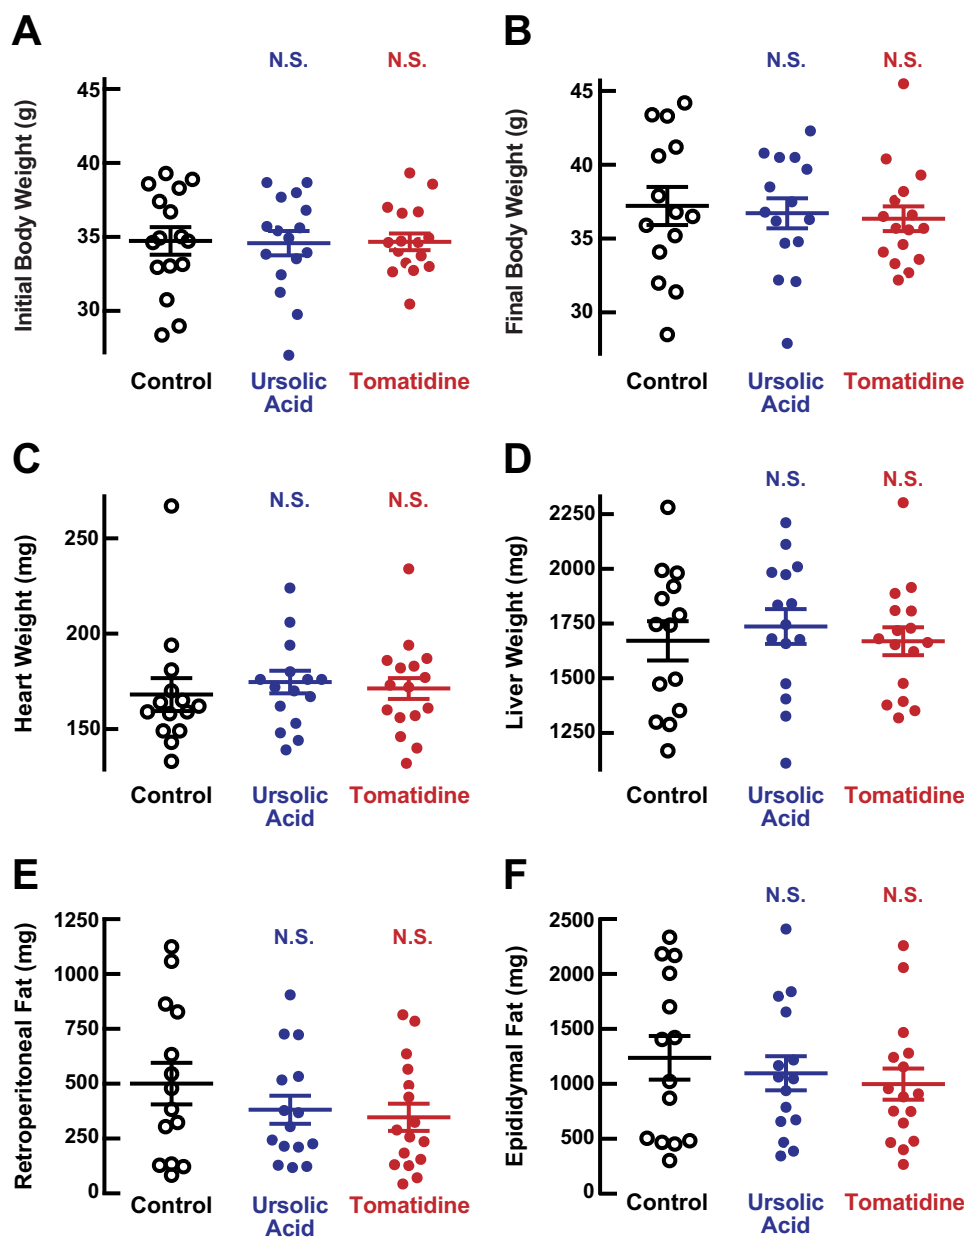 A
N.S.
N.S.
Initial Body Weight (g)
45
40
35
30
Control
Ursolic
Acid
Tomatidine
B
N.S.
N.S.
Final Body Weight (g)
45
40
35
30
Control
Ursolic
Acid
Tomatidine
C
N.S.
N.S.
Heart Weight (mg)
250
200
150
Control
Ursolic
Acid
Tomatidine
D
N.S.
N.S.
Liver Weight (mg)
2250
2000
1750
1500
1250
Control
Ursolic
Acid
Tomatidine
E
N.S.
N.S.
Retroperitoneal Fat (mg)
1250
1000
750
500
250
0
Control
Ursolic
Acid
Tomatidine
F
N.S.
N.S.
Epididymal Fat (mg)
2500
2000
1500
1000
500
0
Control
Ursolic
Acid
Tomatidine